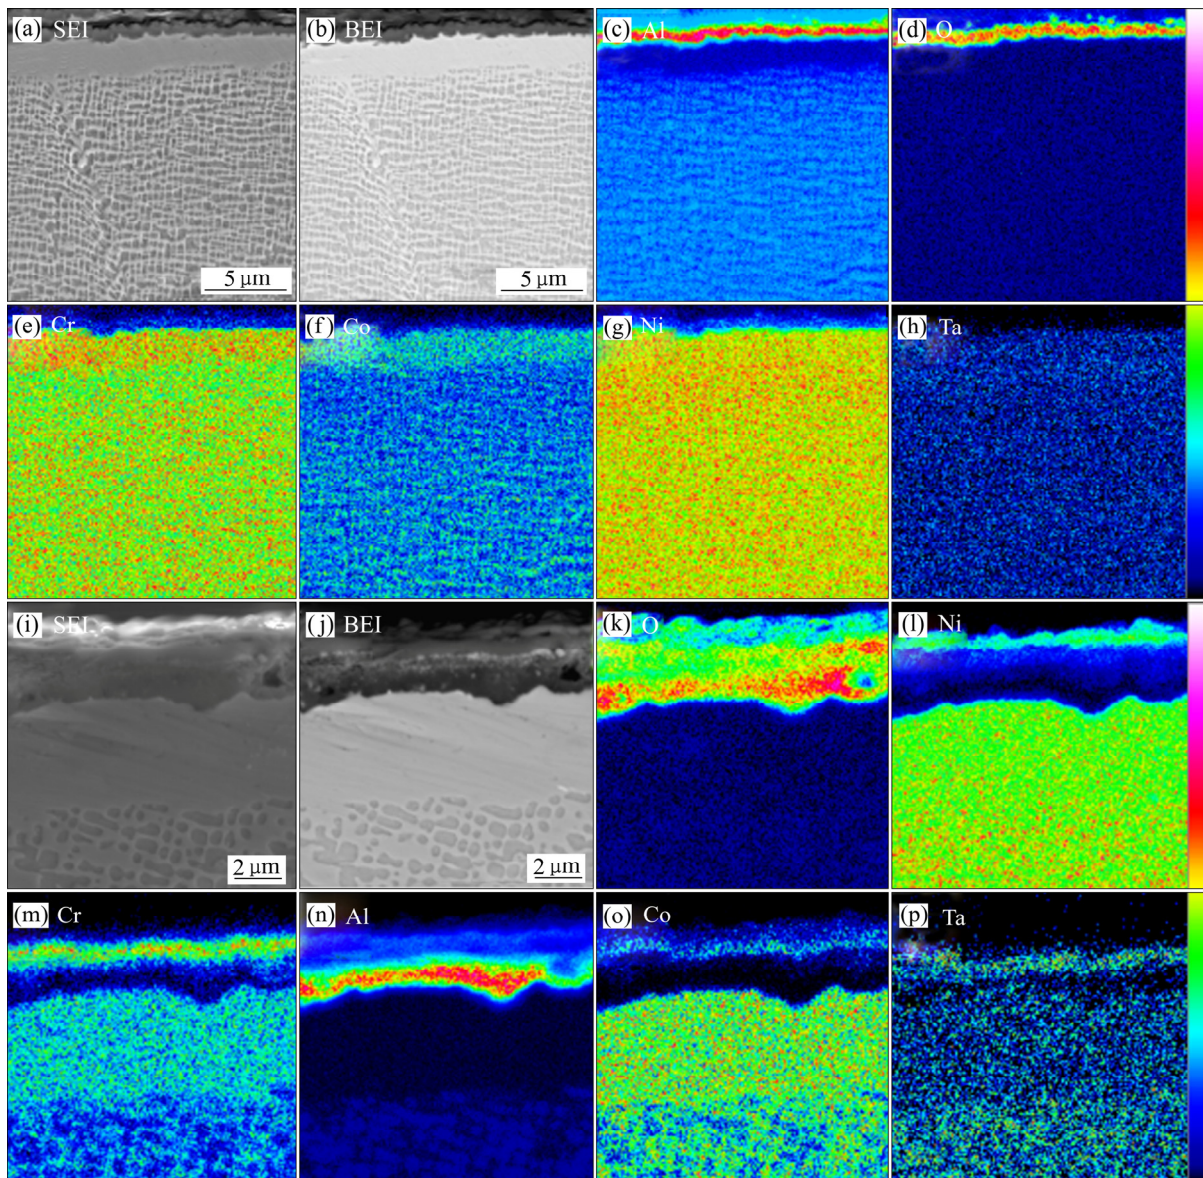 (a) SEI
(b) BEI
(c) Al
(d) O
5 μm
5 μm
(e) Cr
(f) Co
(g) Ni
(h) Ta
(i) SEI
(j) BEI
(k) O
(l) Ni
2 μm
2 μm
(m) Cr
(n) Al
(o) Co
(p) Ta